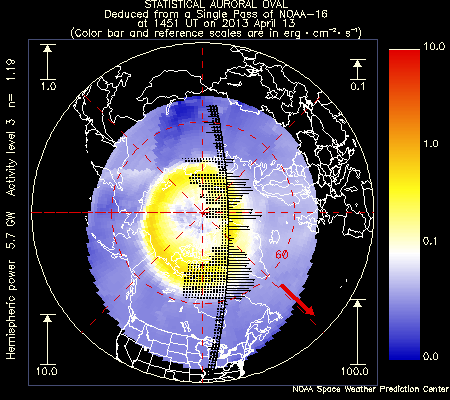 STATISTICAL AURORAL OVAL
Deduced from a Single Pass of NOAA-16
at 1451 UT on 2013 April 13
(Color bar and reference scales are in erg · cm⁻² · s⁻¹)
Hemispheric power 5.7 GW Activity level 3 n= 1.19
1.0
0.1
10.0
1.0
0.1
0.0
60
10.0
100.0
NOAA Space Weather Prediction Center